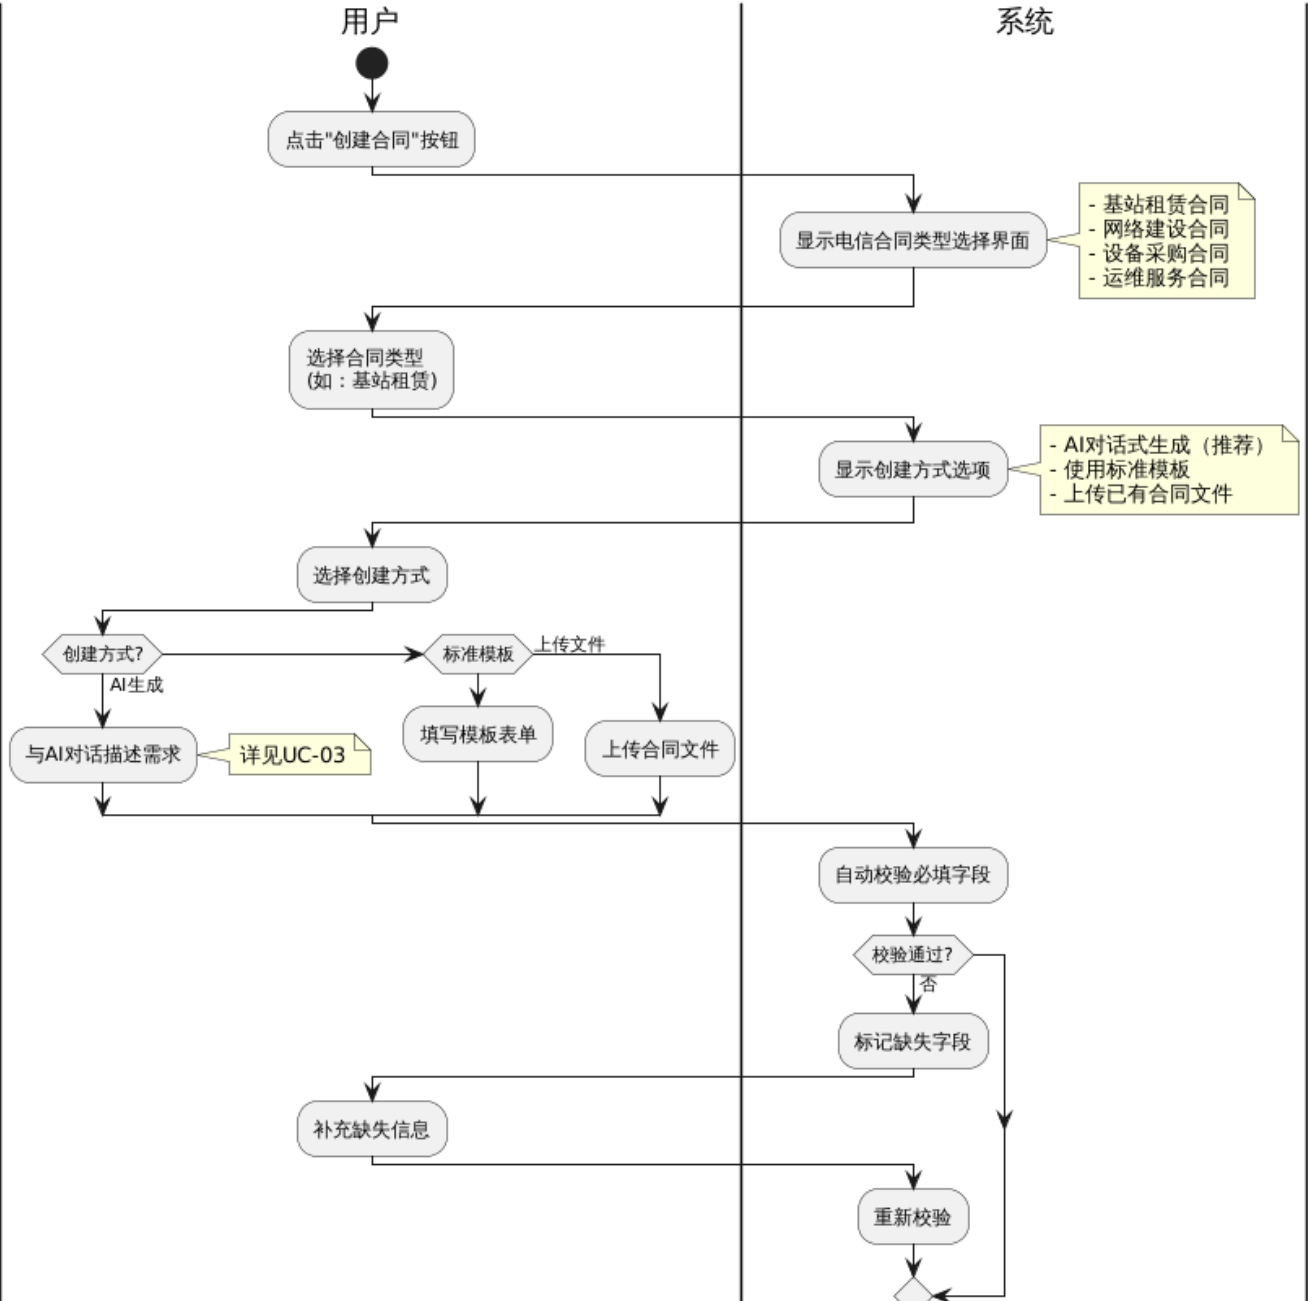 用户
系统
点击"创建合同"按钮
显示电信合同类型选择界面
- 基站租赁合同
- 网络建设合同
- 设备采购合同
- 运维服务合同
选择合同类型
(如：基站租赁)
显示创建方式选项
- AI对话式生成（推荐）
- 使用标准模板
- 上传已有合同文件
选择创建方式
创建方式?
AI生成
标准模板
上传文件
与AI对话描述需求
详见UC-03
填写模板表单
上传合同文件
自动校验必填字段
校验通过?
否
标记缺失字段
补充缺失信息
重新校验